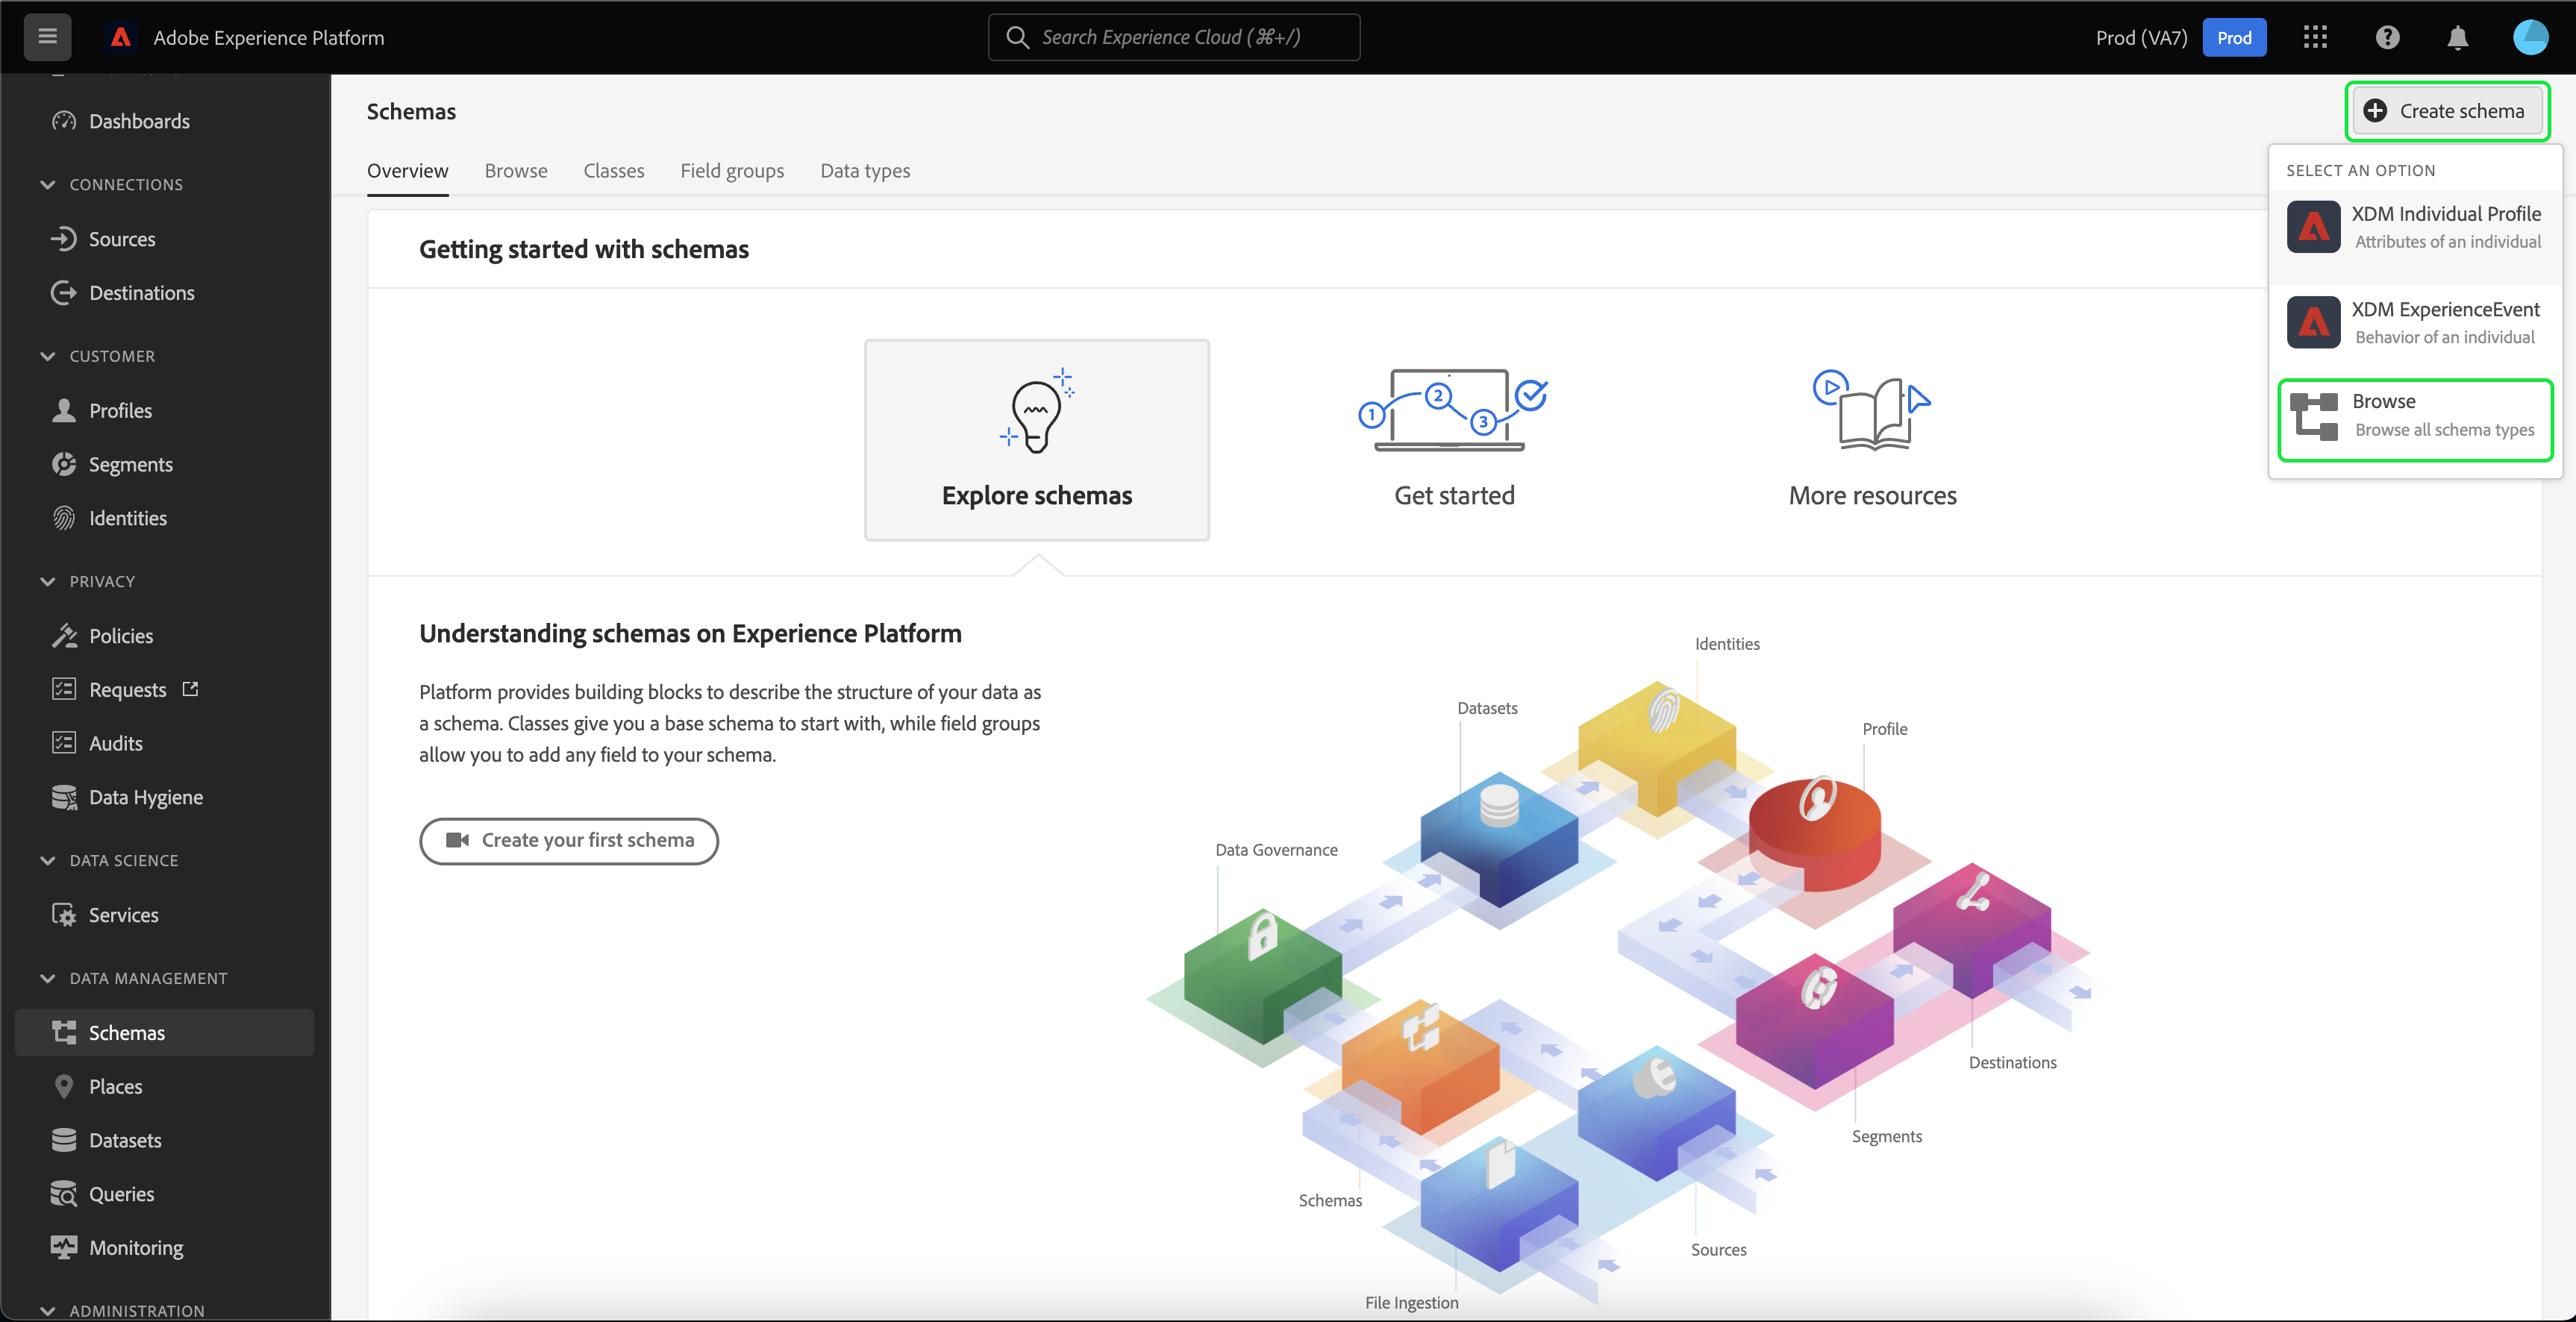 Adobe Experience Platform
Search Experience Cloud (⌘+/)
Prod (VA7)
Prod
Dashboards
CONNECTIONS
Sources
Destinations
CUSTOMER
Profiles
Segments
Identities
PRIVACY
Policies
Requests
Audits
Data Hygiene
DATA SCIENCE
Services
DATA MANAGEMENT
Schemas
Places
Datasets
Queries
Monitoring
ADMINISTRATION
Schemas
Create schema
Overview
Browse
Classes
Field groups
Data types
SELECT AN OPTION
XDM Individual Profile
Attributes of an individual
XDM ExperienceEvent
Behavior of an individual
Browse
Browse all schema types
Getting started with schemas
1
2
3
Explore schemas
Get started
More resources
Understanding schemas on Experience Platform
Platform provides building blocks to describe the structure of your data as
a schema. Classes give you a base schema to start with, while field groups
allow you to add any field to your schema.
Create your first schema
Identities
Datasets
Profile
Data Governance
Destinations
Segments
Schemas
Sources
File Ingestion